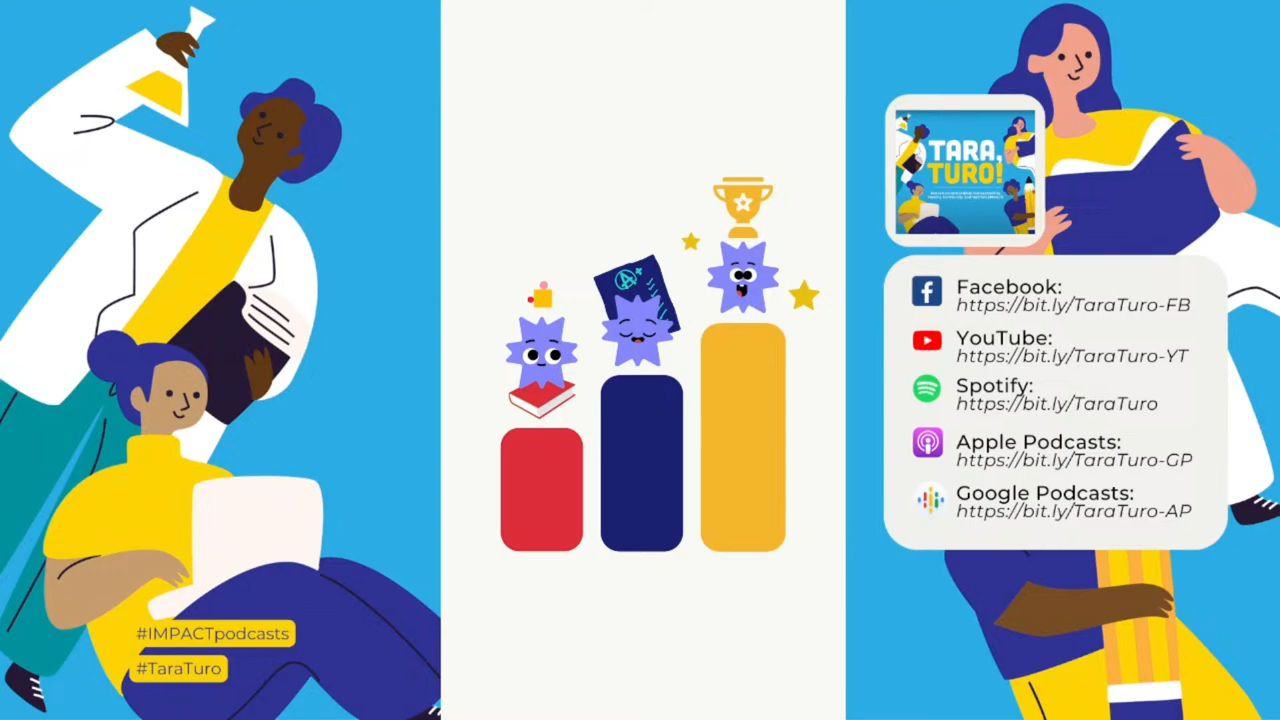 #IMPACTpodcasts
#TaraTuro
A+
TARA,
TURO!
Facebook:
https://bit.ly/TaraTuro-FB
YouTube:
https://bit.ly/TaraTuro-YT
Spotify:
https://bit.ly/TaraTuro
Apple Podcasts:
https://bit.ly/TaraTuro-GP
Google Podcasts:
https://bit.ly/TaraTuro-AP